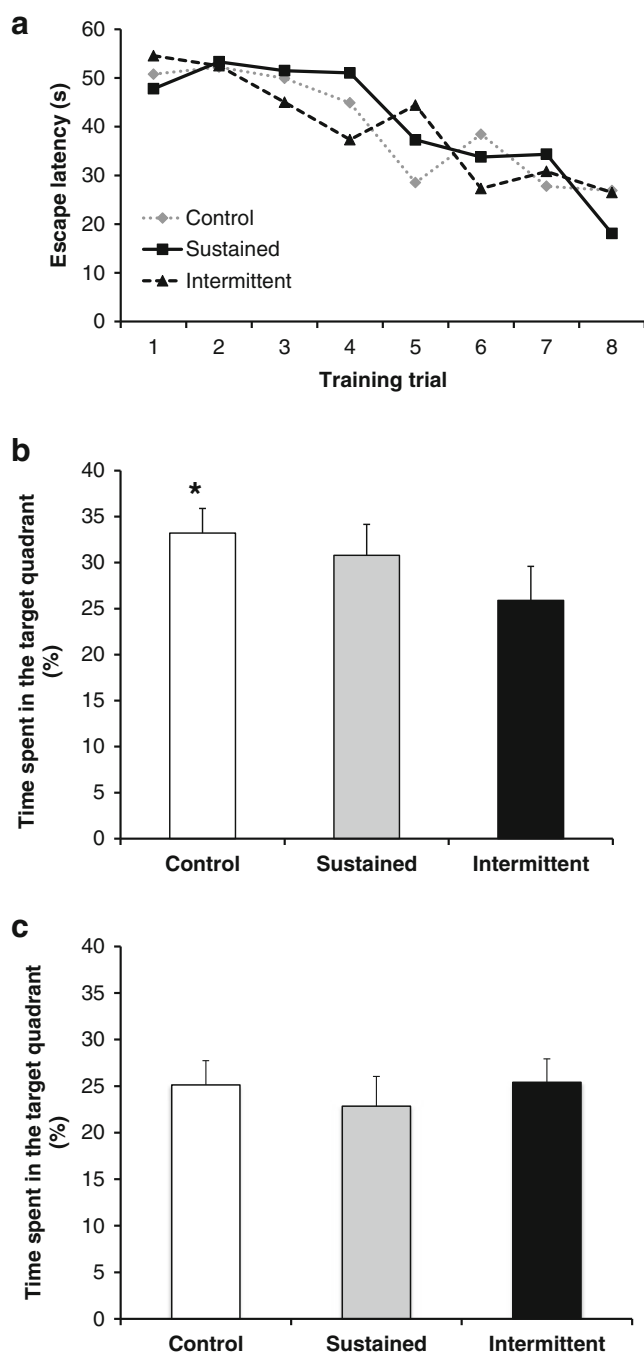 a
60
50
40
30
20
10
0
Escape latency (s)
Control
Sustained
Intermittent
1 2 3 4 5 6 7 8
Training trial
b
40
35
30
25
20
15
10
5
0
Time spent in the target quadrant
(%)
*
Control Sustained Intermittent
c
40
35
30
25
20
15
10
5
0
Time spent in the target quadrant
(%)
Control Sustained Intermittent